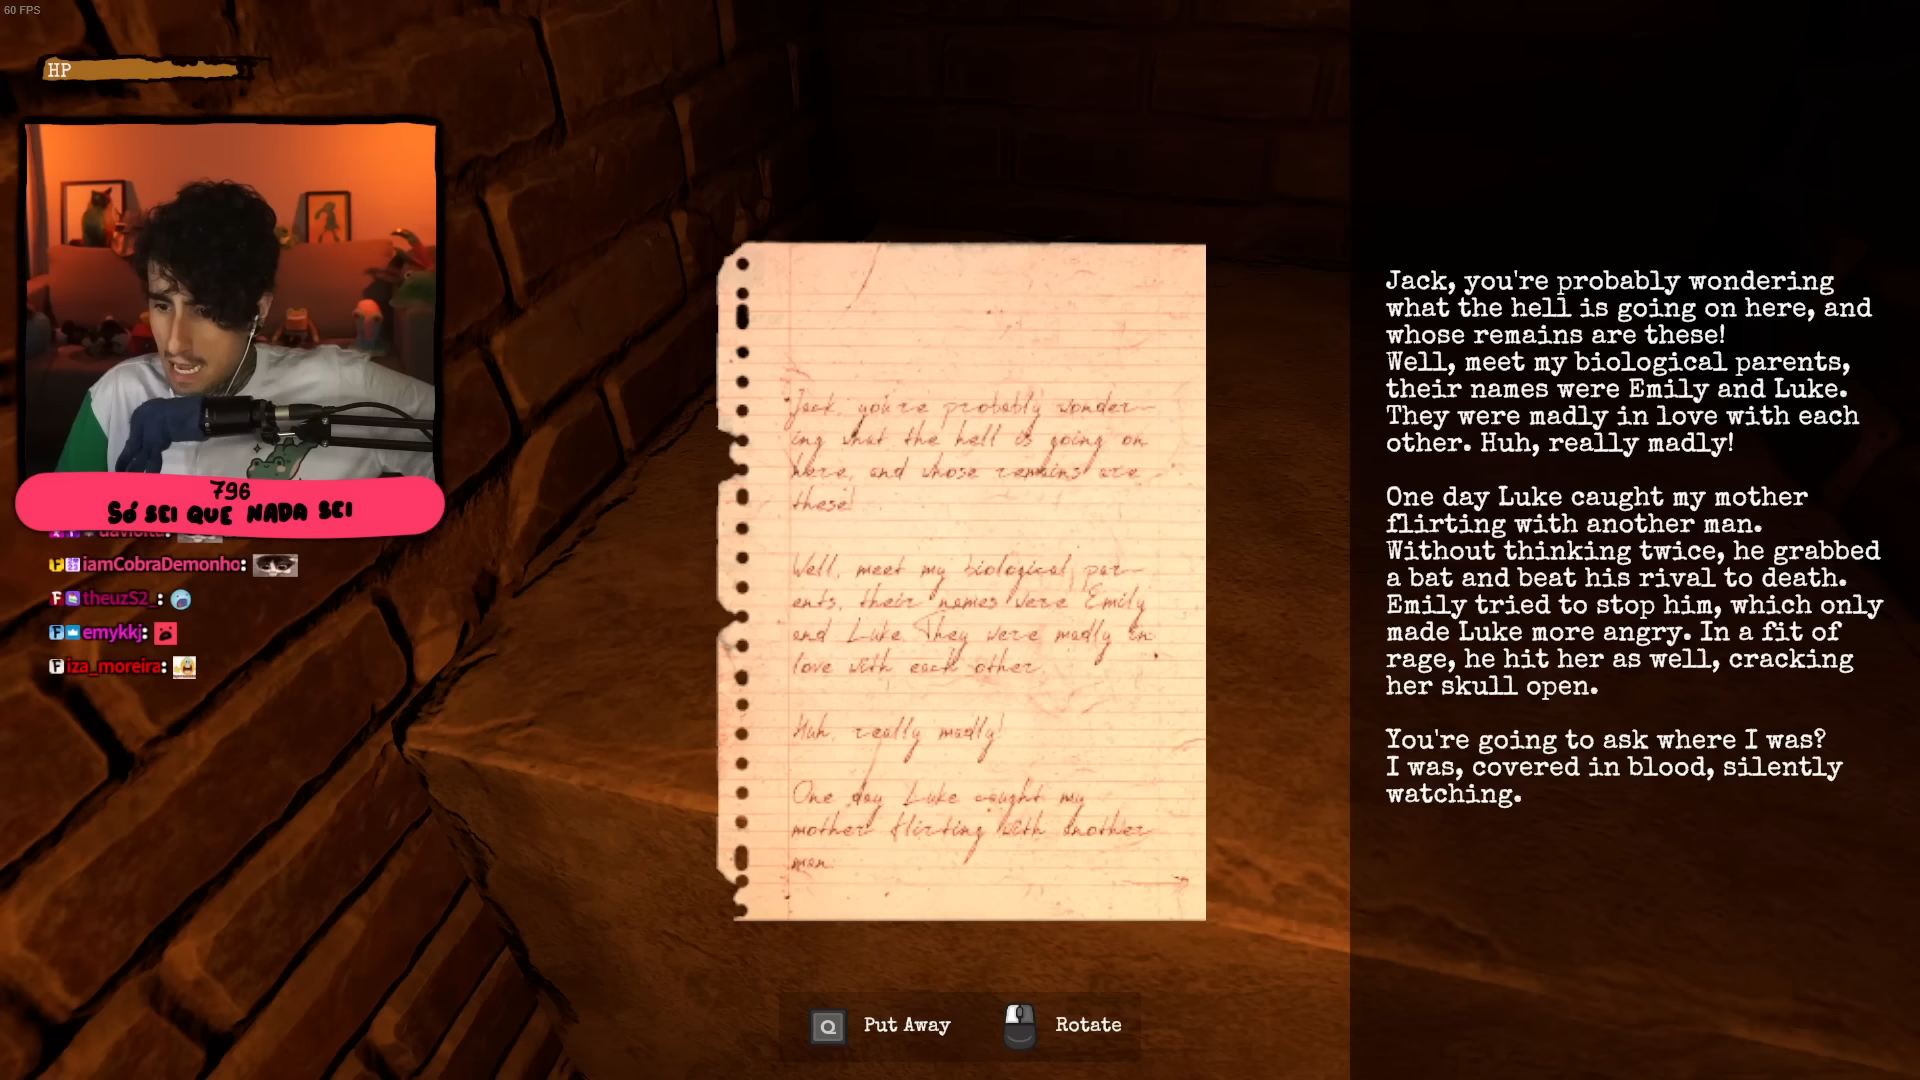 60 FPS
HP
796
Só SEI QUE NADA SEI
iamCobraDemonho:
theuzS2_:
emykkj:
iza_moreira:
Jack, you're probably wonder-
ing what the hell is going on
here, and whose remains are
these!
Well, meet my biological par-
ents, their names were Emily
and Luke. They were madly in
love with each other.
Huh, really madly!
One day Luke caught my
mother flirting with another
man.
Jack, you're probably wondering
what the hell is going on here, and
whose remains are these!
Well, meet my biological parents,
their names were Emily and Luke.
They were madly in love with each
other. Huh, really madly!
One day Luke caught my mother
flirting with another man.
Without thinking twice, he grabbed
a bat and beat his rival to death.
Emily tried to stop him, which only
made Luke more angry. In a fit of
rage, he hit her as well, cracking
her skull open.
You're going to ask where I was?
I was, covered in blood, silently
watching.
Q Put Away
Rotate